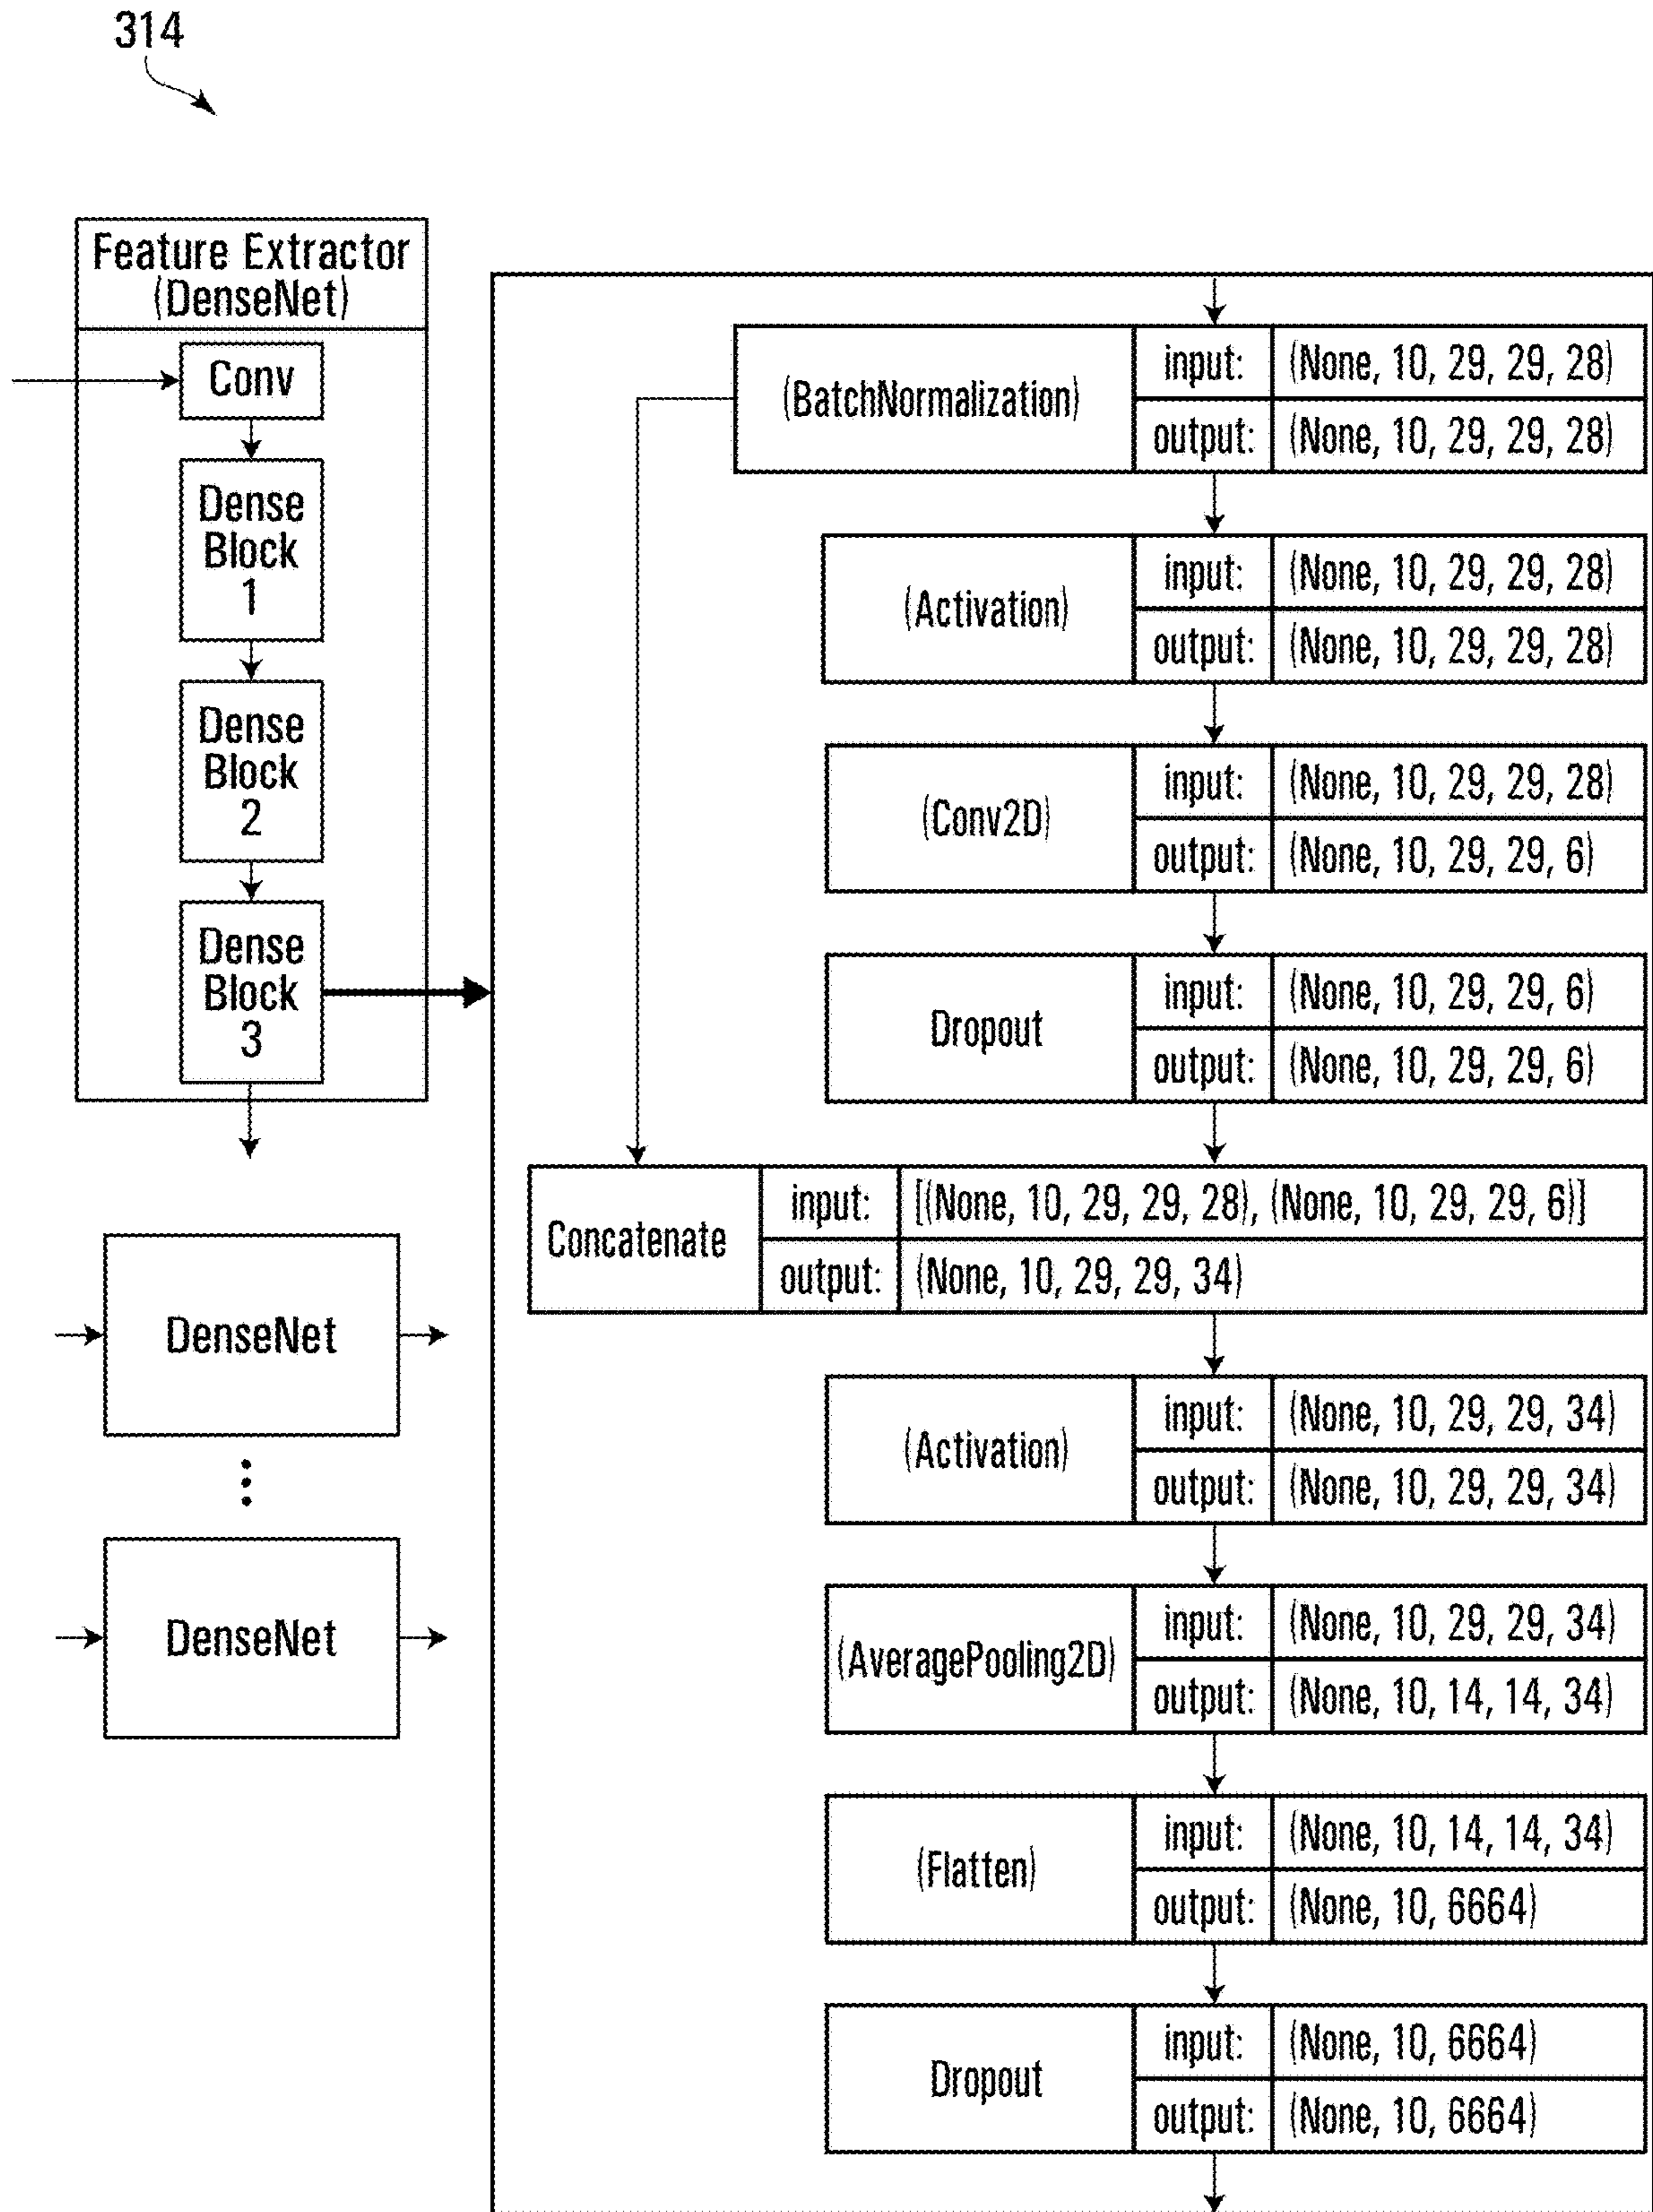 314
Feature Extractor
(DenseNet)
Conv
Dense
Block
1
Dense
Block
2
Dense
Block
3
DenseNet
DenseNet
(BatchNormalization)
input: (None, 10, 29, 29, 28)
output: (None, 10, 29, 29, 28)
(Activation)
input: (None, 10, 29, 29, 28)
output: (None, 10, 29, 29, 28)
(Conv2D)
input: (None, 10, 29, 29, 28)
output: (None, 10, 29, 29, 6)
Dropout
input: (None, 10, 29, 29, 6)
output: (None, 10, 29, 29, 6)
Concatenate
input: [(None, 10, 29, 29, 28), (None, 10, 29, 29, 6)]
output: (None, 10, 29, 29, 34)
(Activation)
input: (None, 10, 29, 29, 34)
output: (None, 10, 29, 29, 34)
(AveragePooling2D)
input: (None, 10, 29, 29, 34)
output: (None, 10, 14, 14, 34)
(Flatten)
input: (None, 10, 14, 14, 34)
output: (None, 10, 6664)
Dropout
input: (None, 10, 6664)
output: (None, 10, 6664)